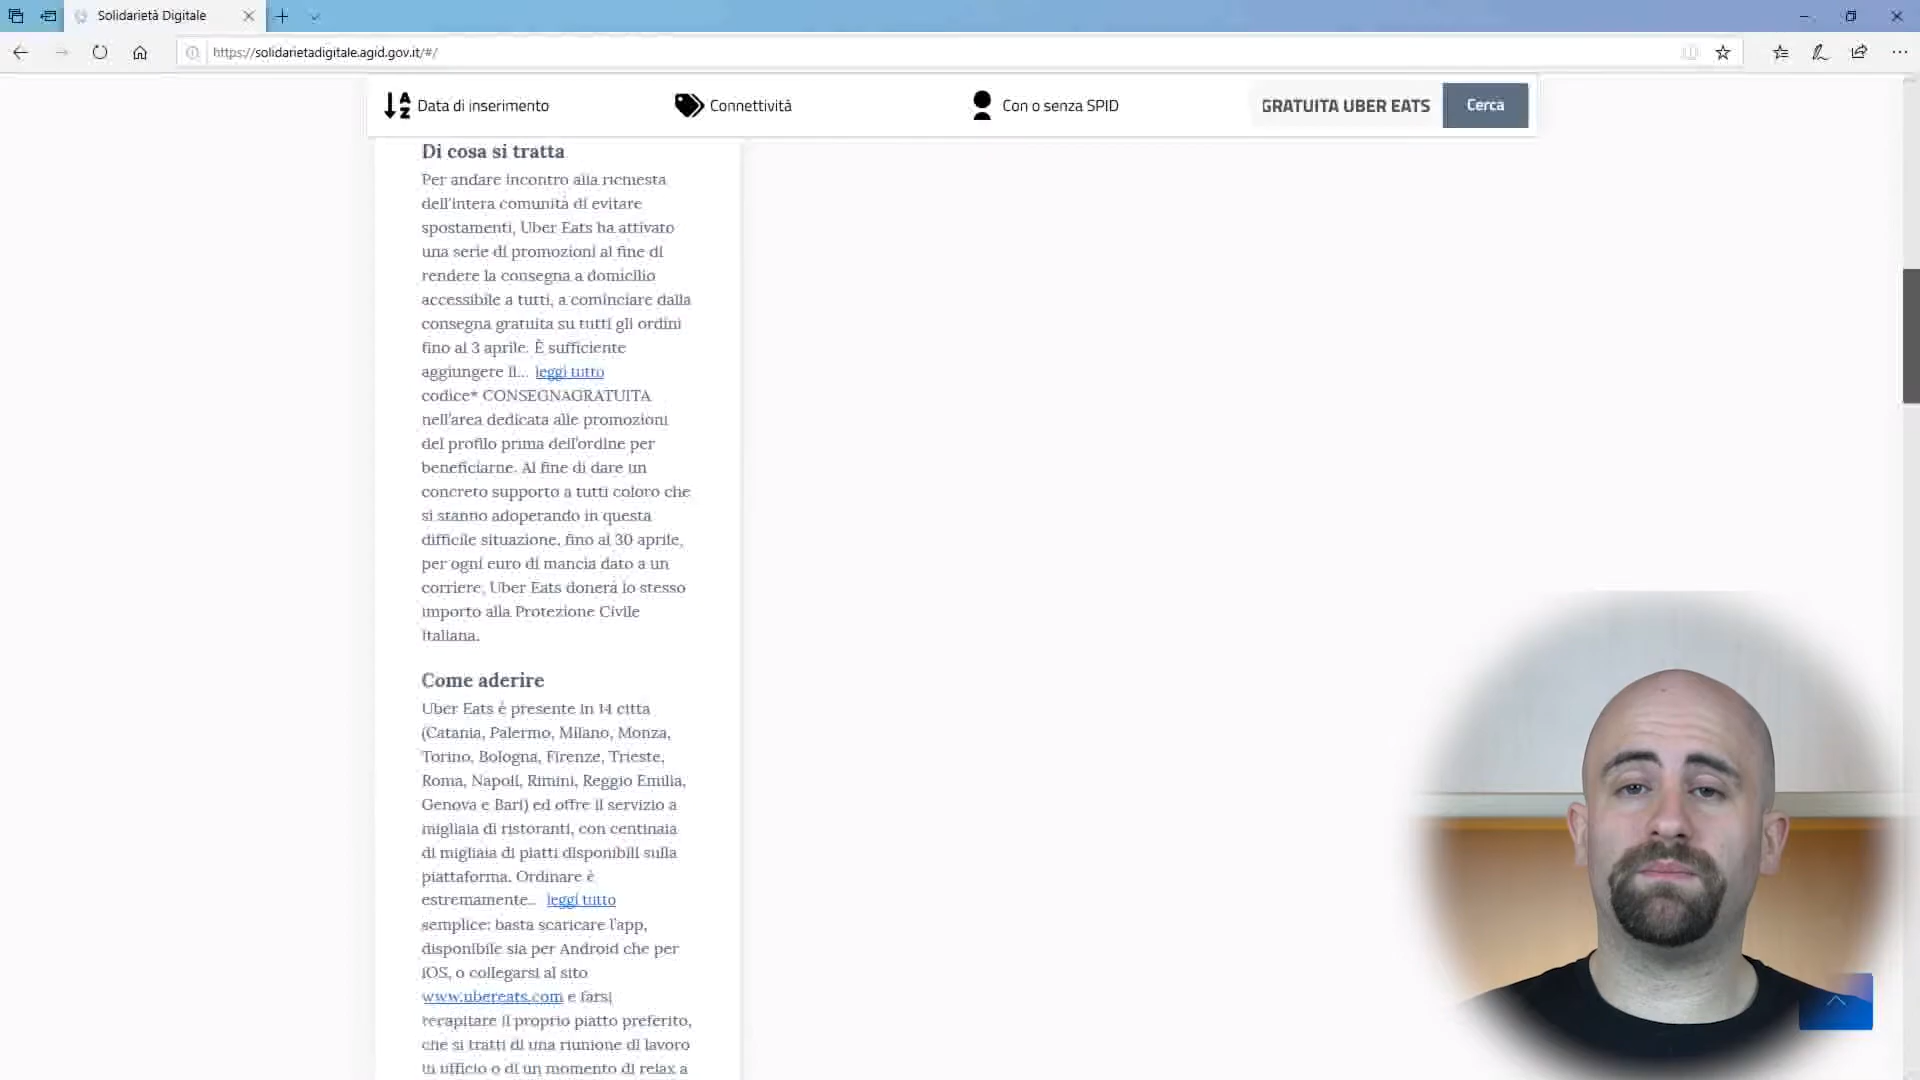 Solidarietà Digitale
https://solidarietadigitale.agid.gov.it/#/
Data di inserimento
Connettività
Con o senza SPID
GRATUITA UBER EATS
Cerca
Di cosa si tratta
Per andare incontro alla richiesta
dell'intera comunità di evitare
spostamenti, Uber Eats ha attivato
una serie di promozioni al fine di
rendere la consegna a domicilio
accessibile a tutti, a cominciare dalla
consegna gratuita su tutti gli ordini
fino al 3 aprile. È sufficiente
aggiungere il... leggi tutto
codice* CONSEGNAGRATUITA
nell'area dedicata alle promozioni
del profilo prima dell'ordine per
beneficiarne. Al fine di dare un
concreto supporto a tutti coloro che
si stanno adoperando in questa
difficile situazione, fino al 30 aprile,
per ogni euro di mancia dato a un
corriere, Uber Eats donerà lo stesso
importo alla Protezione Civile
Italiana.
Come aderire
Uber Eats è presente in 14 città
(Catania, Palermo, Milano, Monza,
Torino, Bologna, Firenze, Trieste,
Roma, Napoli, Rimini, Reggio Emilia,
Genova e Bari) ed offre il servizio a
migliaia di ristoranti, con centinaia
di migliaia di piatti disponibili sulla
piattaforma. Ordinare è
estremamente... leggi tutto
semplice: basta scaricare l'app,
disponibile sia per Android che per
iOS, o collegarsi al sito
www.ubereats.com e farsi
recapitare il proprio piatto preferito,
che si tratti di una riunione di lavoro
in ufficio o di un momento di relax a